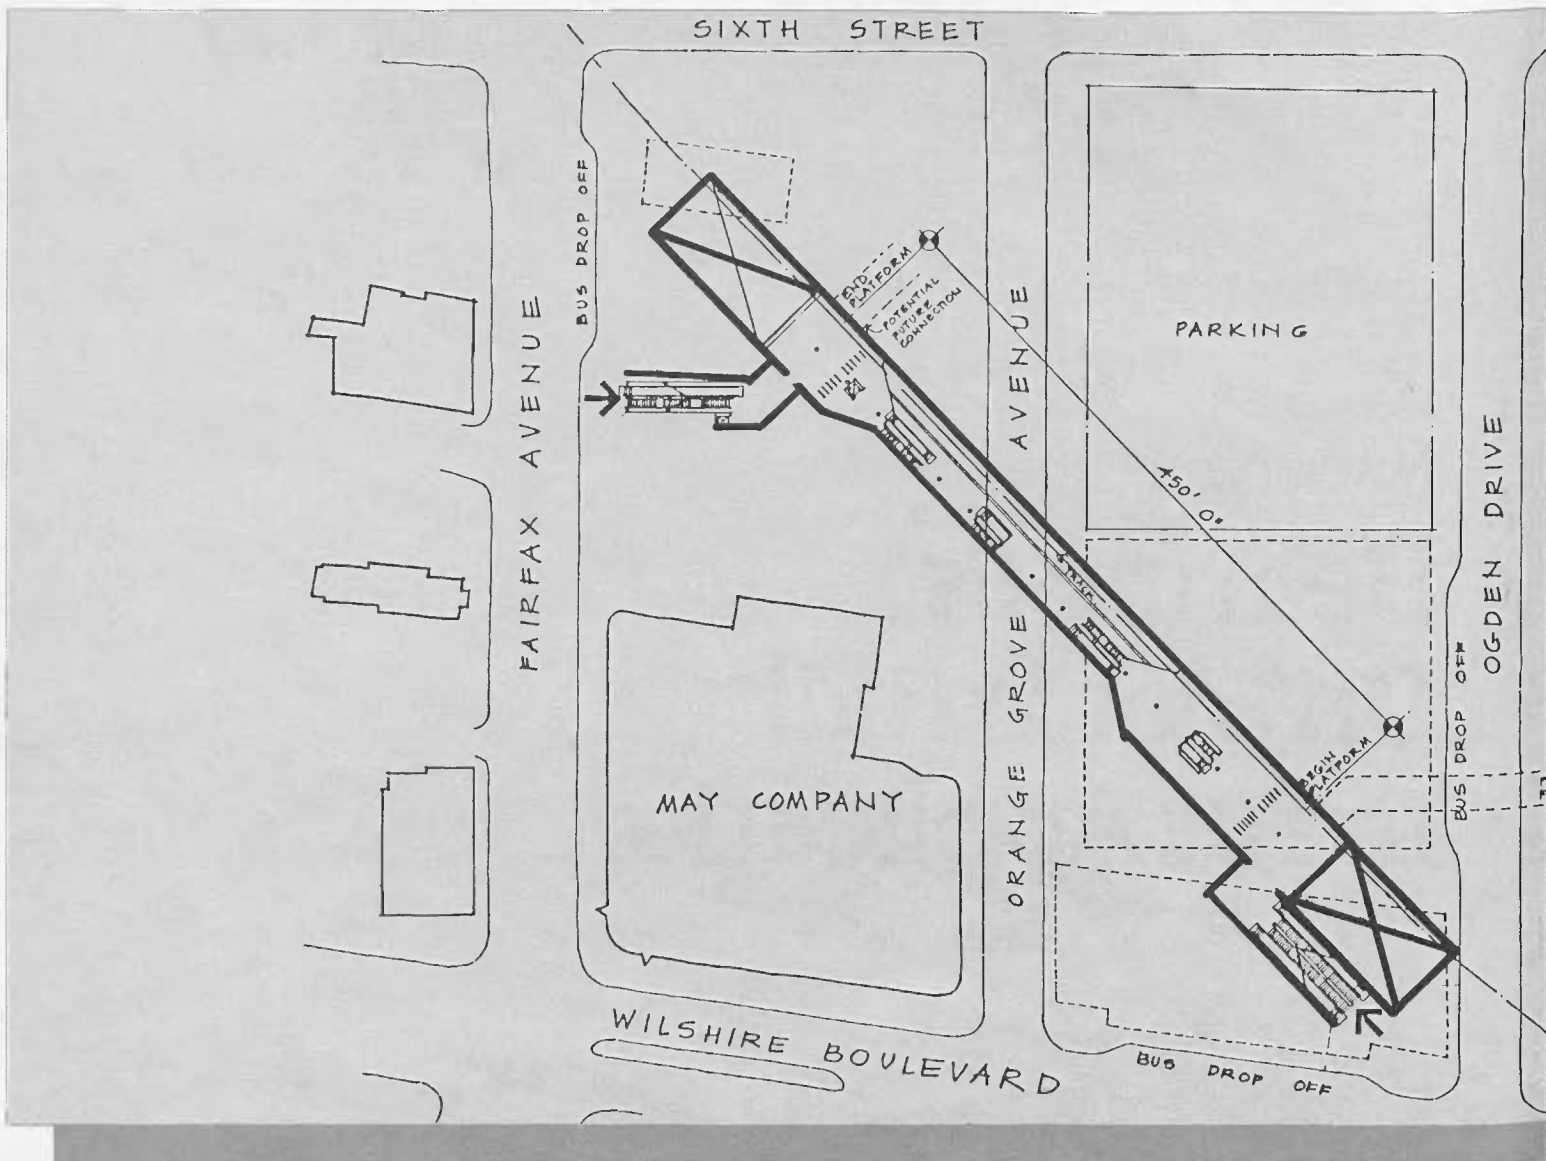 SIXTH STREET
BUS DROP OFF
END
PLATFORM
POTENTIAL
FUTURE
CONNECTION
PARKING
FAIRFAX AVENUE
ORANGE GROVE AVENUE
450' 0"
OGDEN DRIVE
TRACK
BEGIN
PLATFORM
BUS DROP OFF
MAY COMPANY
WILSHIRE BOULEVARD
BUS DROP OFF